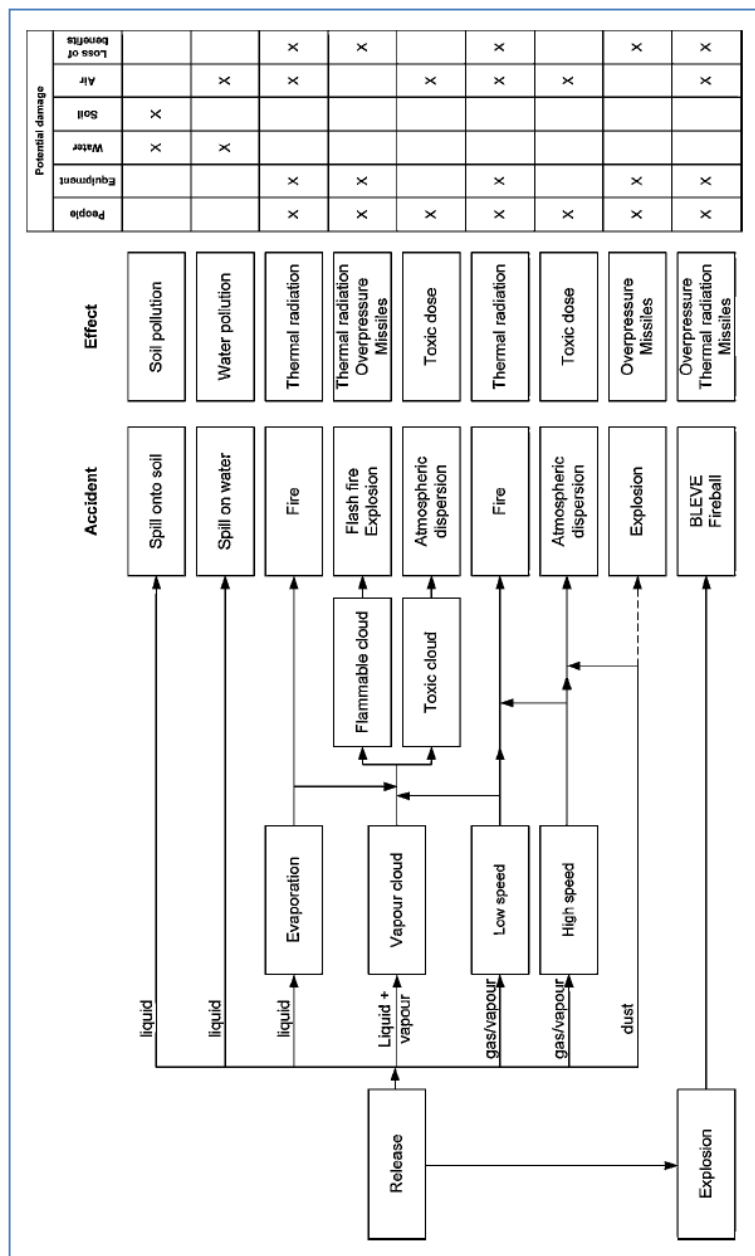 Accident
Effect
Potential damage
People
Equipment
Water
Soil
Air
Loss of
benefits
liquid
Spill onto soil
Soil pollution
X X
liquid
Spill on water
Water pollution
X X
liquid
Evaporation
Fire
Thermal radiation
X X X X
Release
Liquid +
vapour
Vapour cloud
Flammable cloud
Flash fire
Explosion
Thermal radiation
Overpressure
Missiles
X X X
Toxic cloud
Atmospheric
dispersion
Toxic dose
X X
gas/vapour
Low speed
Fire
Thermal radiation
X X X X
gas/vapour
High speed
Atmospheric
dispersion
Toxic dose
X X
dust
Explosion
Overpressure
Missiles
X X X
Explosion
BLEVE
Fireball
Overpressure
Thermal radiation
Missiles
X X X X